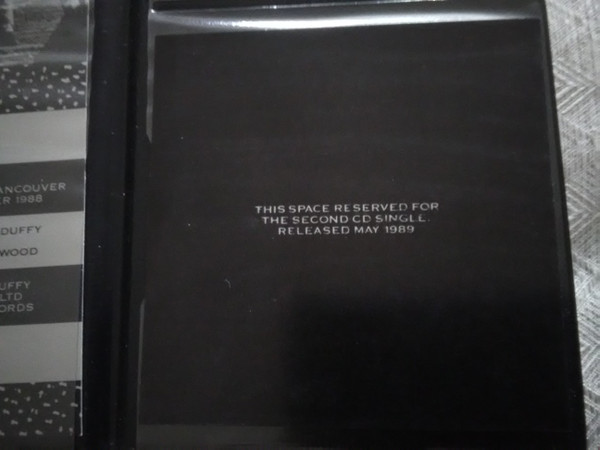 ANCOUVER
ER 1988
DUFFY
WOOD
UFFY
LTD
ORDS
THIS SPACE RESERVED FOR
THE SECOND CD SINGLE.
RELEASED MAY 1989